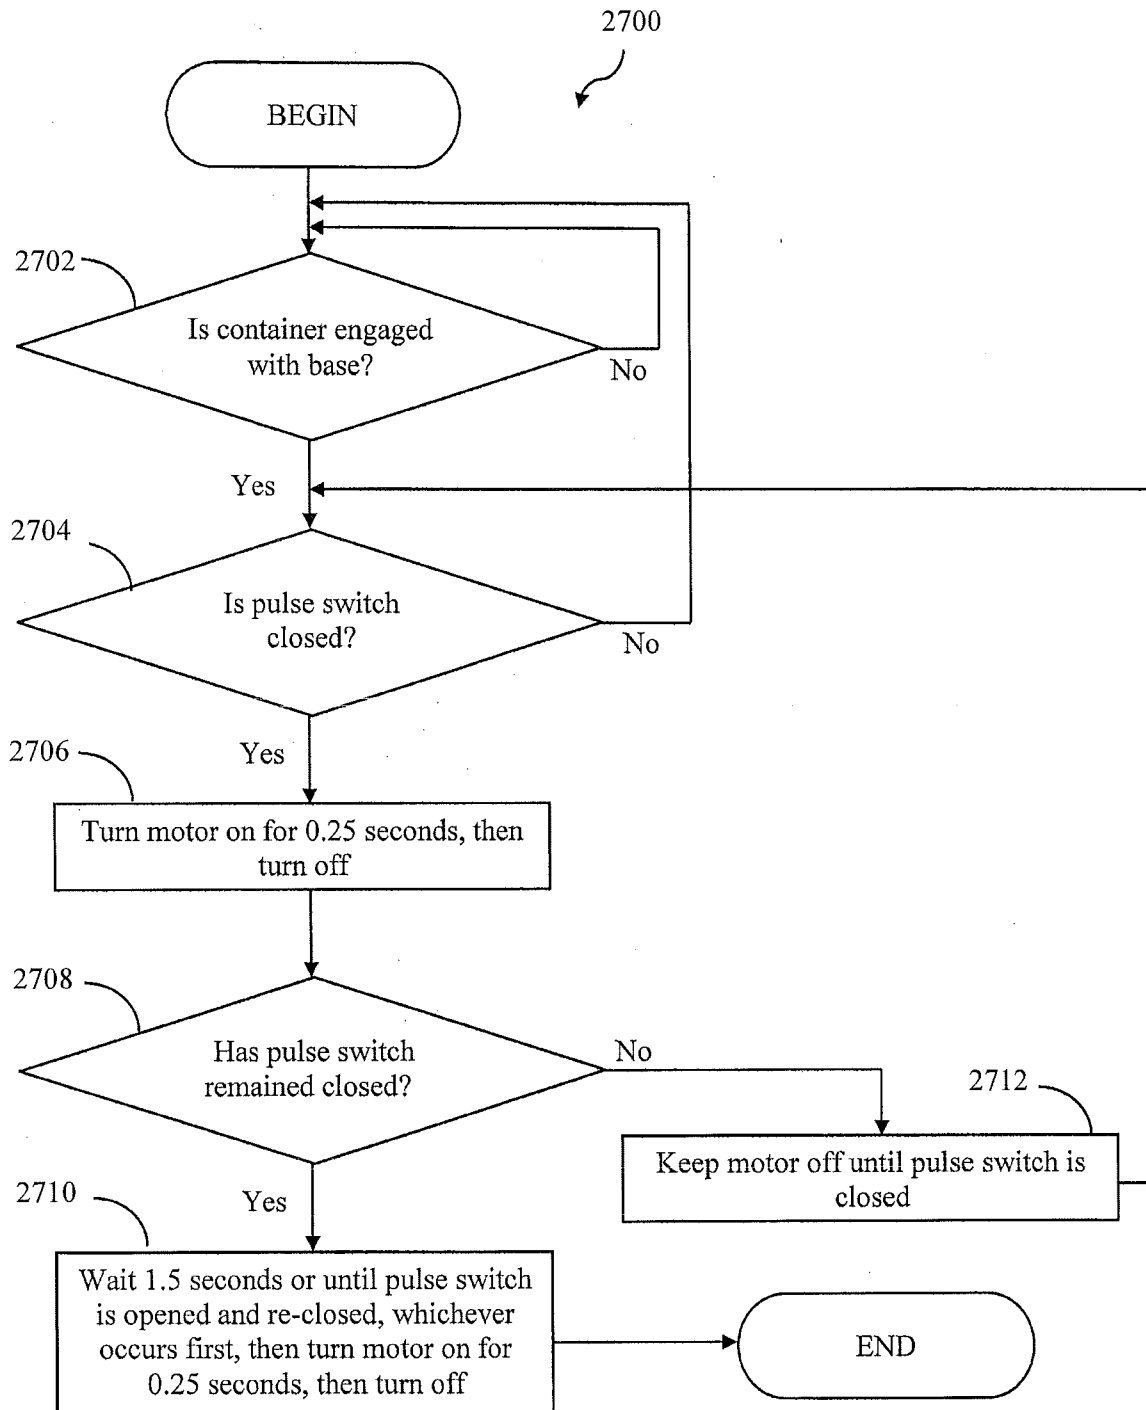 2700
BEGIN
2702
Is container engaged
with base?
No
Yes
2704
Is pulse switch
closed?
No
2706
Yes
Turn motor on for 0.25 seconds, then
turn off
2708
Has pulse switch
remained closed?
No
2712
Keep motor off until pulse switch is
closed
2710
Yes
Wait 1.5 seconds or until pulse switch
is opened and re-closed, whichever
occurs first, then turn motor on for
0.25 seconds, then turn off
END